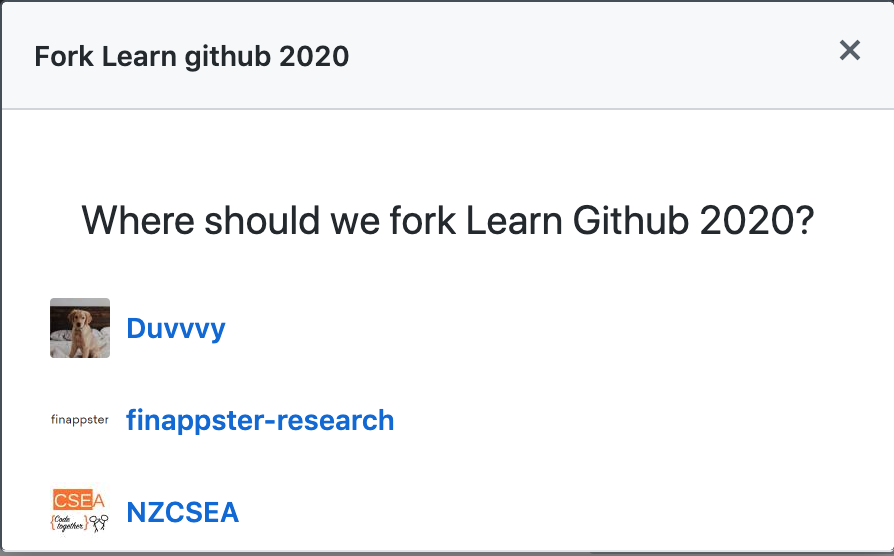 Fork Learn github 2020
Where should we fork Learn Github 2020?
Duvvvy
finappster
finappster-research
CSEA
{Code together}
NZCSEA